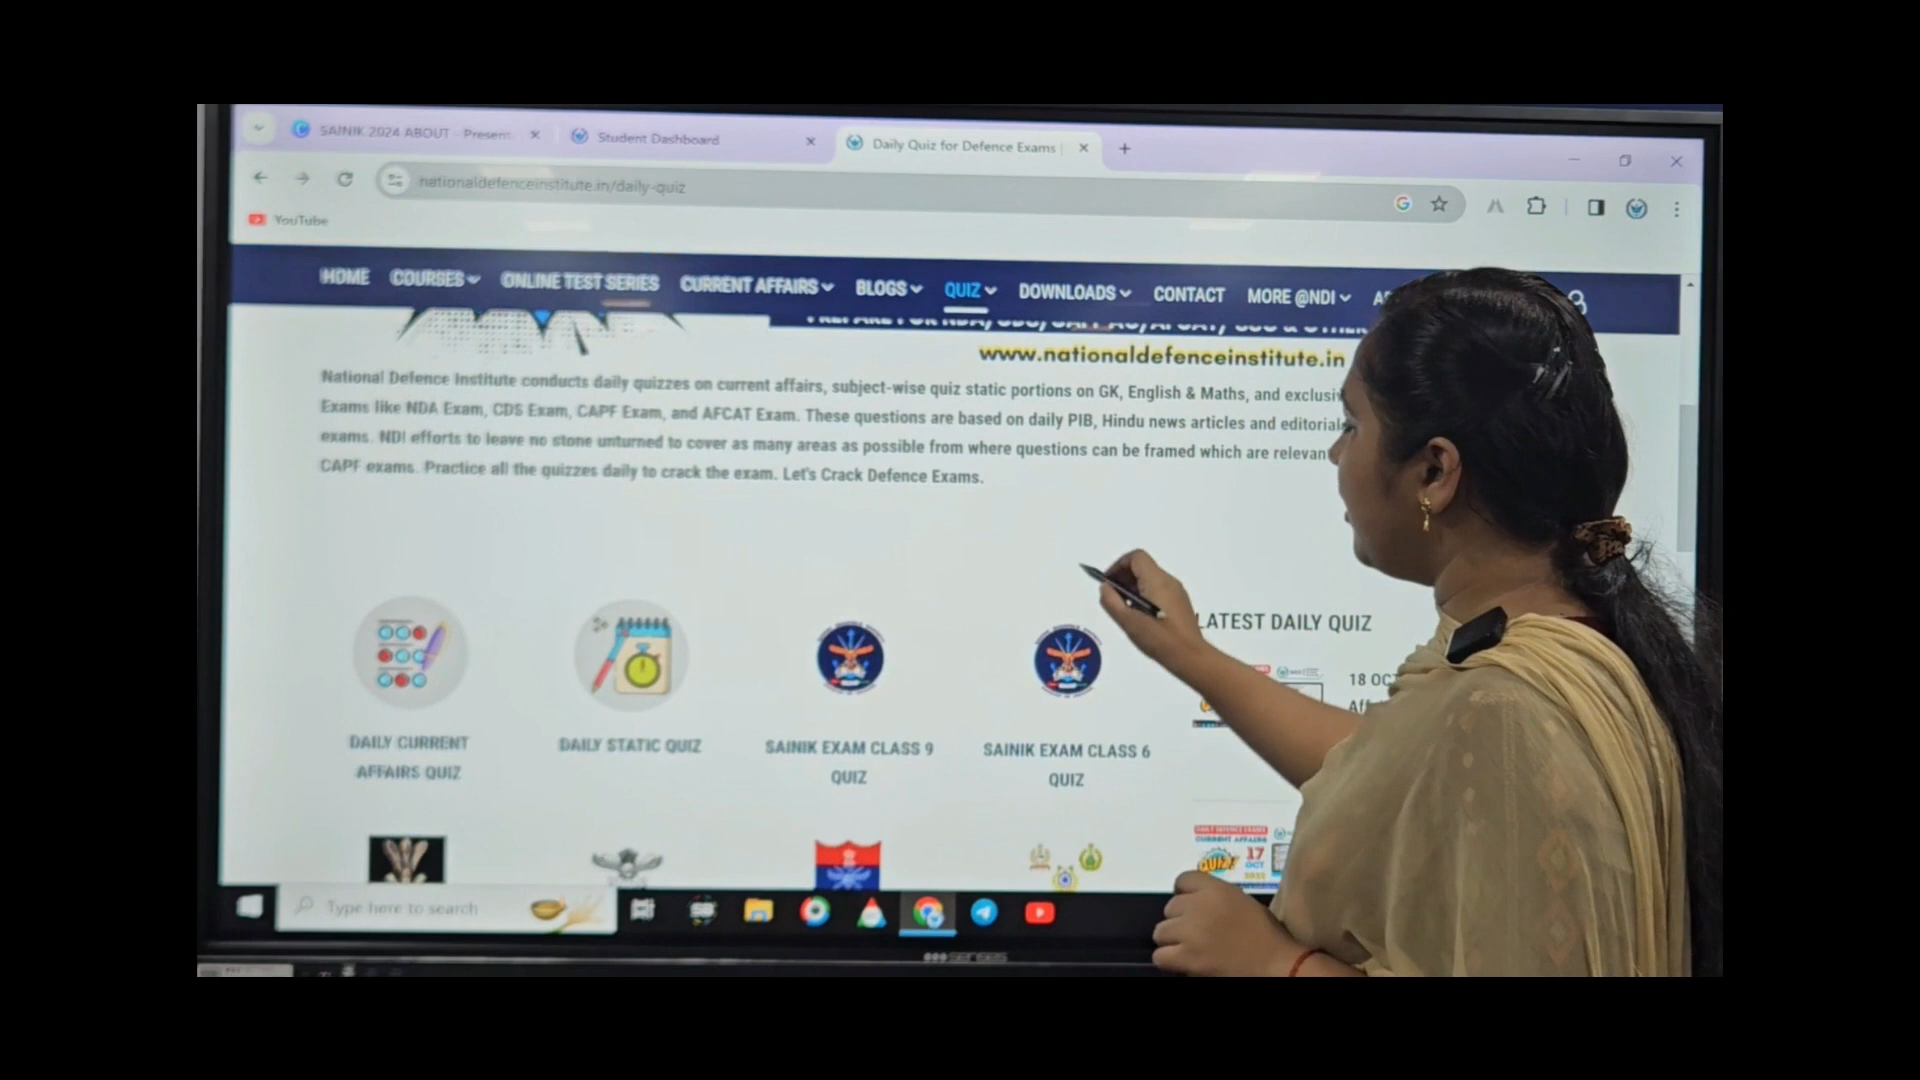 SAINIK 2024 ABOUT - Present
Student Dashboard
Daily Quiz for Defence Exams |
nationaldefenceinstitute.in/daily-quiz
YouTube
HOME COURSES ONLINE TEST SERIES CURRENT AFFAIRS BLOGS QUIZ DOWNLOADS CONTACT MORE @NDI
www.nationaldefenceinstitute.in
National Defence Institute conducts daily quizzes on current affairs, subject-wise quiz static portions on GK, English & Maths, and exclusi
Exams like NDA Exam, CDS Exam, CAPF Exam, and AFCAT Exam. These questions are based on daily PIB, Hindu news articles and editorial
exams. NDI efforts to leave no stone unturned to cover as many areas as possible from where questions can be framed which are relevan
CAPF exams. Practice all the quizzes daily to crack the exam. Let's Crack Defence Exams.
LATEST DAILY QUIZ
18 OCT
DAILY CURRENT
AFFAIRS QUIZ
DAILY STATIC QUIZ
SAINIK EXAM CLASS 9
QUIZ
SAINIK EXAM CLASS 6
QUIZ
CURRENT AFFAIRS
QUIZ
17
OCT
Type here to search